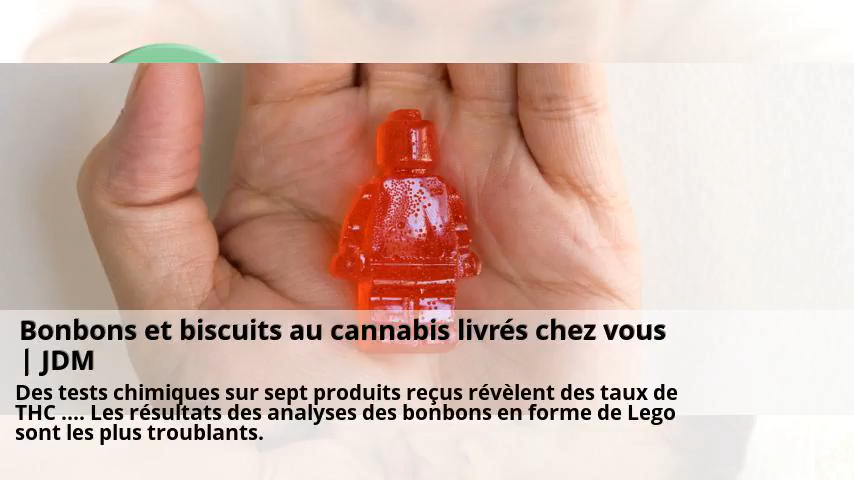 Bonbons et biscuits au cannabis livrés chez vous
| JDM
Des tests chimiques sur sept produits reçus révèlent des taux de
THC .... Les résultats des analyses des bonbons en forme de Lego
sont les plus troublants.